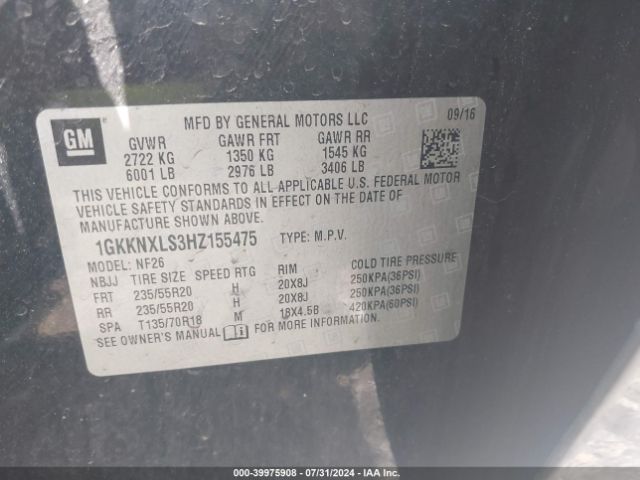 MFD BY GENERAL MOTORS LLC 09/16
GM
GVWR GAWR FRT GAWR RR
2722 KG 1350 KG 1545 KG
6001 LB 2976 LB 3406 LB
THIS VEHICLE CONFORMS TO ALL APPLICABLE U.S. FEDERAL MOTOR
VEHICLE SAFETY STANDARDS IN EFFECT ON THE DATE OF
MANUFACTURE SHOWN ABOVE.
1GKKNXLS3HZ155475 TYPE: M.P.V.
MODEL: NF26
NBJJ TIRE SIZE SPEED RTG RIM COLD TIRE PRESSURE
FRT 235/55R20 H 20X8J 250KPA(36PSI)
RR 235/55R20 H 20X8J 250KPA(36PSI)
SPA T135/70R18 M 18X4.5B 420KPA(60PSI)
SEE OWNER'S MANUAL FOR MORE INFORMATION.
000-39975908 - 07/31/2024 - IAAI.COM